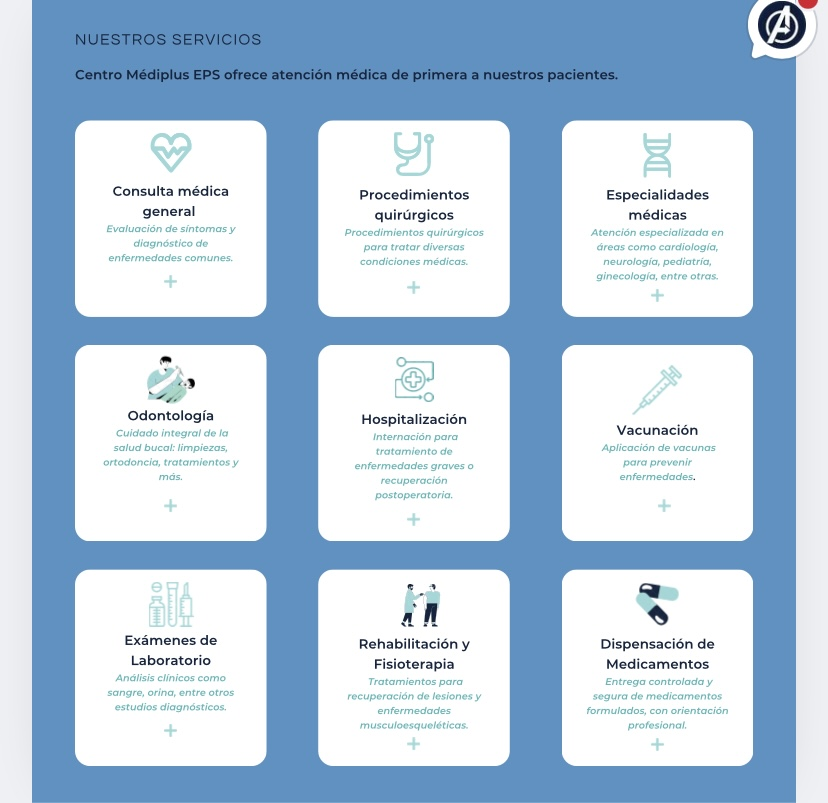 NUESTROS SERVICIOS
Centro Médiplus EPS ofrece atención médica de primera a nuestros pacientes.
Consulta médica
general
Evaluación de síntomas y
diagnóstico de
enfermedades comunes.
+
Procedimientos
quirúrgicos
Procedimientos quirúrgicos
para tratar diversas
condiciones médicas.
+
Especialidades
médicas
Atención especializada en
áreas como cardiología,
neurología, pediatría,
ginecología, entre otras.
+
Odontología
Cuidado integral de la
salud bucal: limpiezas,
ortodoncia, tratamientos y
más.
+
Hospitalización
Internación para
tratamiento de
enfermedades graves o
recuperación
postoperatoria.
+
Vacunación
Aplicación de vacunas
para prevenir
enfermedades.
+
Exámenes de
Laboratorio
Análisis clínicos como
sangre, orina, entre otros
estudios diagnósticos.
+
Rehabilitación y
Fisioterapia
Tratamientos para
recuperación de lesiones y
enfermedades
musculoesqueléticas.
+
Dispensación de
Medicamentos
Entrega controlada y
segura de medicamentos
formulados, con orientación
profesional.
+